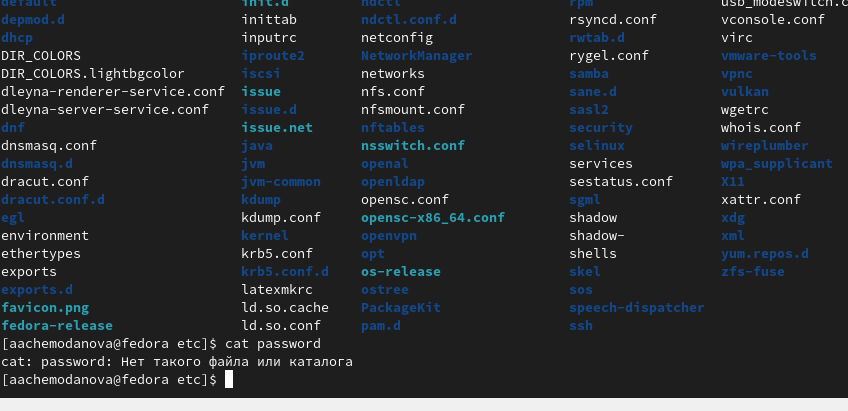 default init.d ndctl rpm usb_modeswitch.c
depmod.d inittab ndctl.conf.d rsyncd.conf vconsole.conf
dhcp inputrc netconfig rwtab.d virc
DIR_COLORS iproute2 NetworkManager rygel.conf vmware-tools
DIR_COLORS.lightbgcolor iscsi networks samba vpnc
dleyna-renderer-service.conf issue nfs.conf sane.d vulkan
dleyna-server-service.conf issue.d nfsmount.conf sasl2 wgetrc
dnf issue.net nftables security whois.conf
dnsmasq.conf java nsswitch.conf selinux wireplumber
dnsmasq.d jvm openal services wpa_supplicant
dracut.conf jvm-common openldap sestatus.conf X11
dracut.conf.d kdump opensc.conf sgml xattr.conf
egl kdump.conf opensc-x86_64.conf shadow xdg
environment kernel openvpn shadow- xml
ethertypes krb5.conf opt shells yum.repos.d
exports krb5.conf.d os-release skel zfs-fuse
exports.d latexmkrc ostree sos
favicon.png ld.so.cache PackageKit speech-dispatcher
fedora-release ld.so.conf pam.d ssh
[aachemodanova@fedora etc]$ cat password
cat: password: Нет такого файла или каталога
[aachemodanova@fedora etc]$